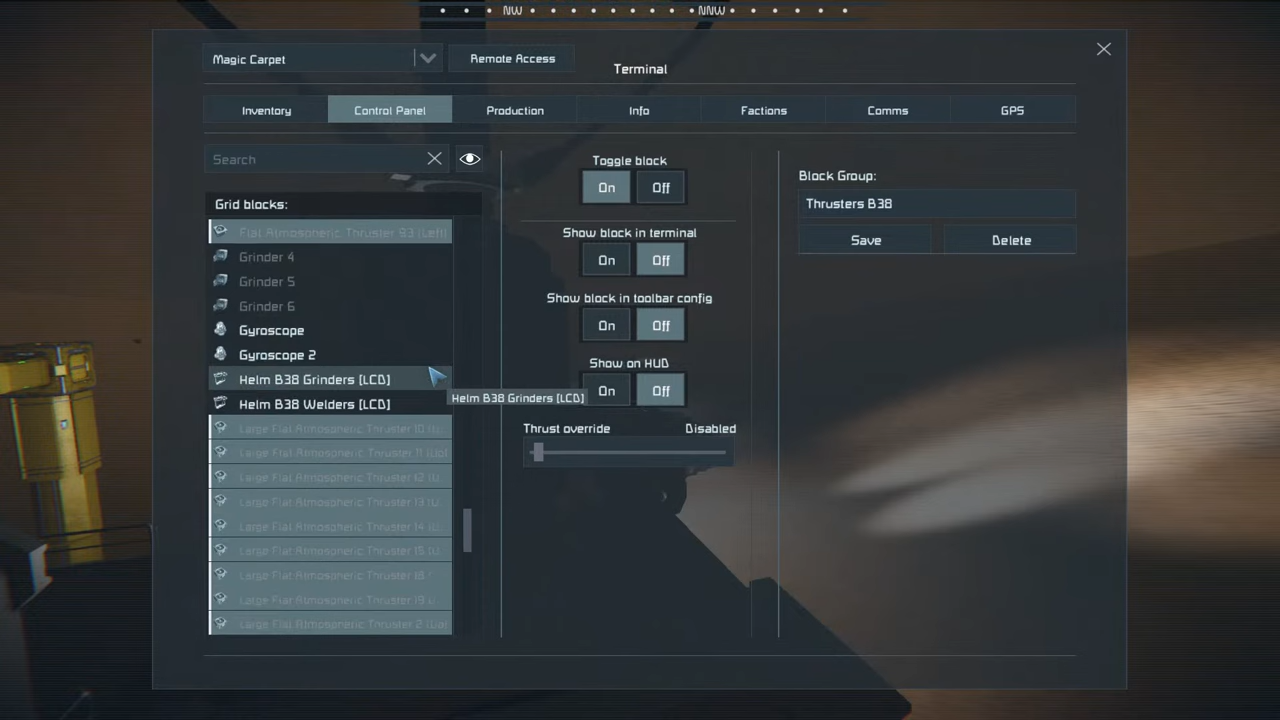 NW
NNW
Magic Carpet
Remote Access
Terminal
Inventory
Control Panel
Production
Info
Factions
Comms
GPS
Search
Grid blocks:
Flat Atmospheric Thruster 93 (Left)
Grinder 4
Grinder 5
Grinder 6
Gyroscope
Gyroscope 2
Helm B38 Grinders [LCD]
Helm B38 Welders [LCD]
Large Flat Atmospheric Thruster 10 (U...
Large Flat Atmospheric Thruster 11 (Up)
Large Flat Atmospheric Thruster 12 (U...
Large Flat Atmospheric Thruster 13 (U...
Large Flat Atmospheric Thruster 14 (U...
Large Flat Atmospheric Thruster 15 (U...
Large Flat Atmospheric Thruster 18
Large Flat Atmospheric Thruster 19
Large Flat Atmospheric Thruster 2 (Up)
Helm B38 Grinders [LCD]
Toggle block
On Off
Show block in terminal
On Off
Show block in toolbar config
On Off
Show on HUD
On Off
Thrust override Disabled
Block Group:
Thrusters B38
Save
Delete